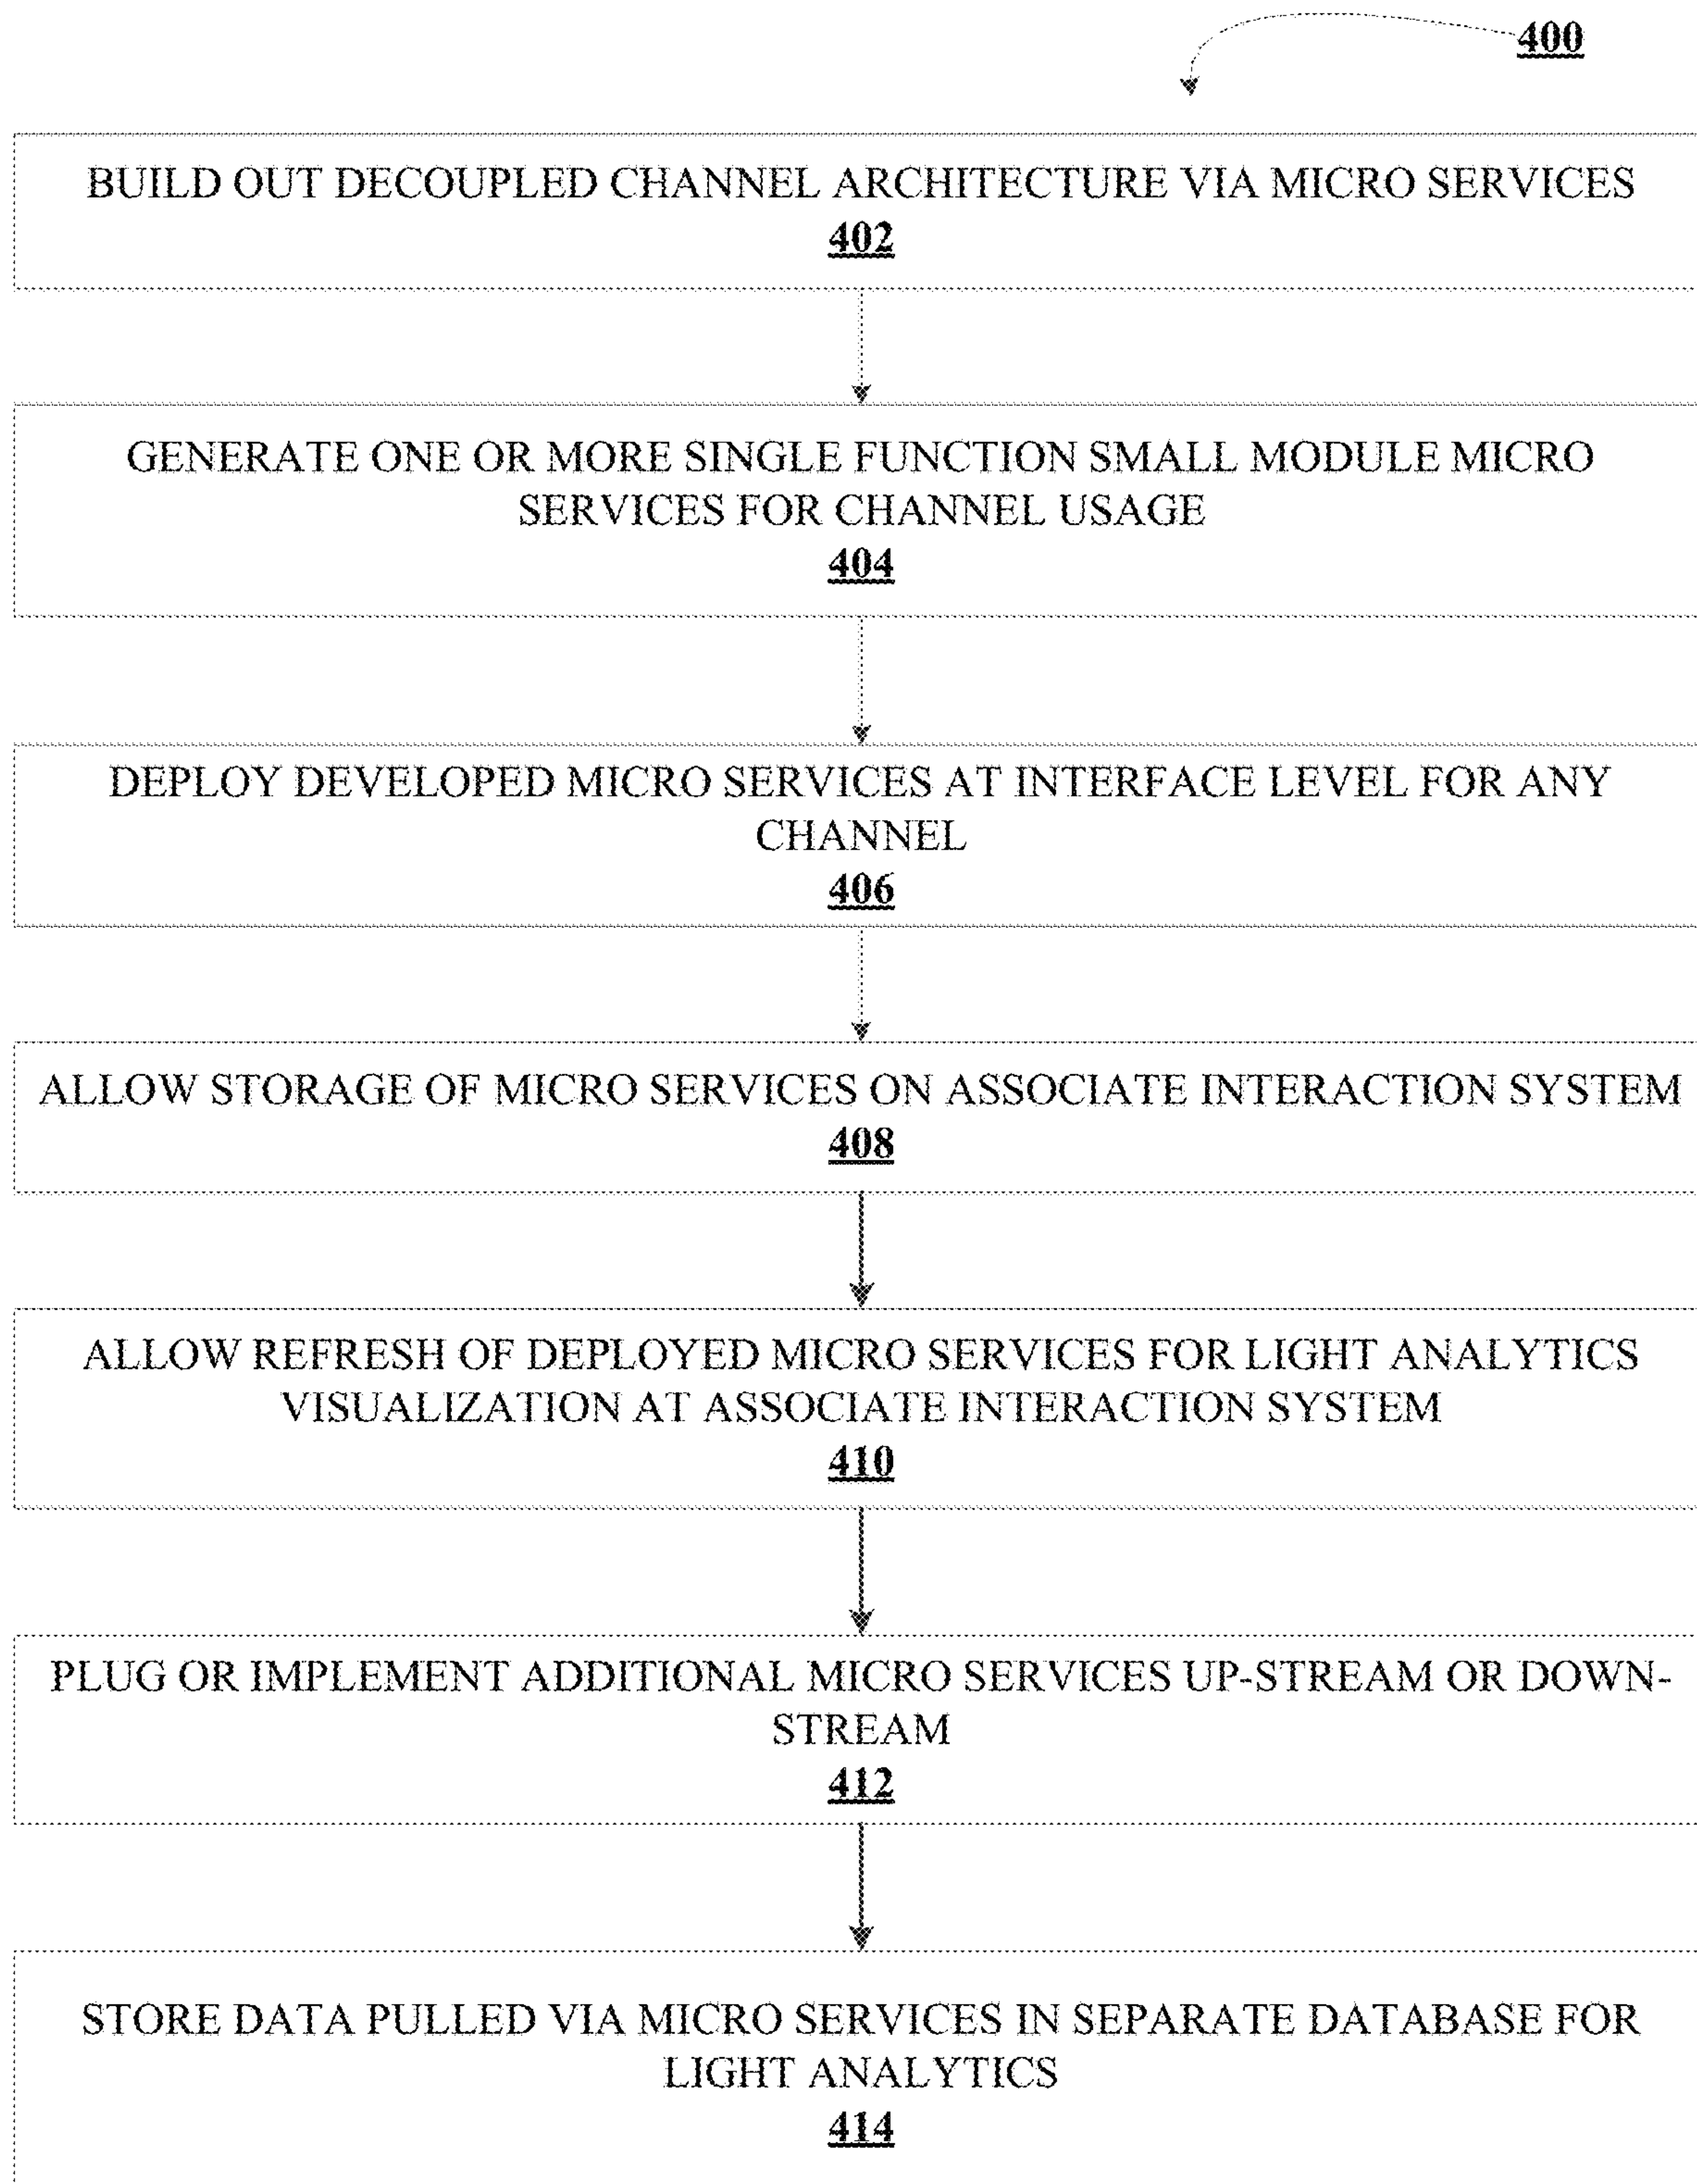 400
BUILD OUT DECOUPLED CHANNEL ARCHITECTURE VIA MICRO SERVICES
402
GENERATE ONE OR MORE SINGLE FUNCTION SMALL MODULE MICRO
SERVICES FOR CHANNEL USAGE
404
DEPLOY DEVELOPED MICRO SERVICES AT INTERFACE LEVEL FOR ANY
CHANNEL
406
ALLOW STORAGE OF MICRO SERVICES ON ASSOCIATE INTERACTION SYSTEM
408
ALLOW REFRESH OF DEPLOYED MICRO SERVICES FOR LIGHT ANALYTICS
VISUALIZATION AT ASSOCIATE INTERACTION SYSTEM
410
PLUG OR IMPLEMENT ADDITIONAL MICRO SERVICES UP-STREAM OR DOWN-
STREAM
412
STORE DATA PULLED VIA MICRO SERVICES IN SEPARATE DATABASE FOR
LIGHT ANALYTICS
414